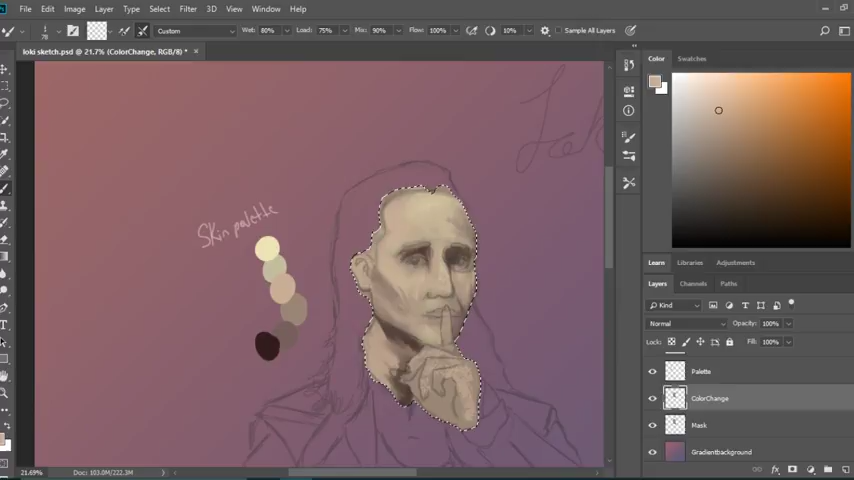 File Edit Image Layer Type Select Filter 3D View Window Help
78 Custom Wet: 80% Load: 75% Mix: 90% Flow: 100% 10% Sample All Layers
loki sketch.psd @ 21.7% (ColorChange, RGB/8) * ×
Color Swatches
Skin palette
Learn Libraries Adjustments
Layers Channels Paths
Kind
Normal Opacity: 100%
Lock: Fill: 100%
Palette
ColorChange
Mask
Gradientbackground
21.69% Doc: 103.0M/222.3M